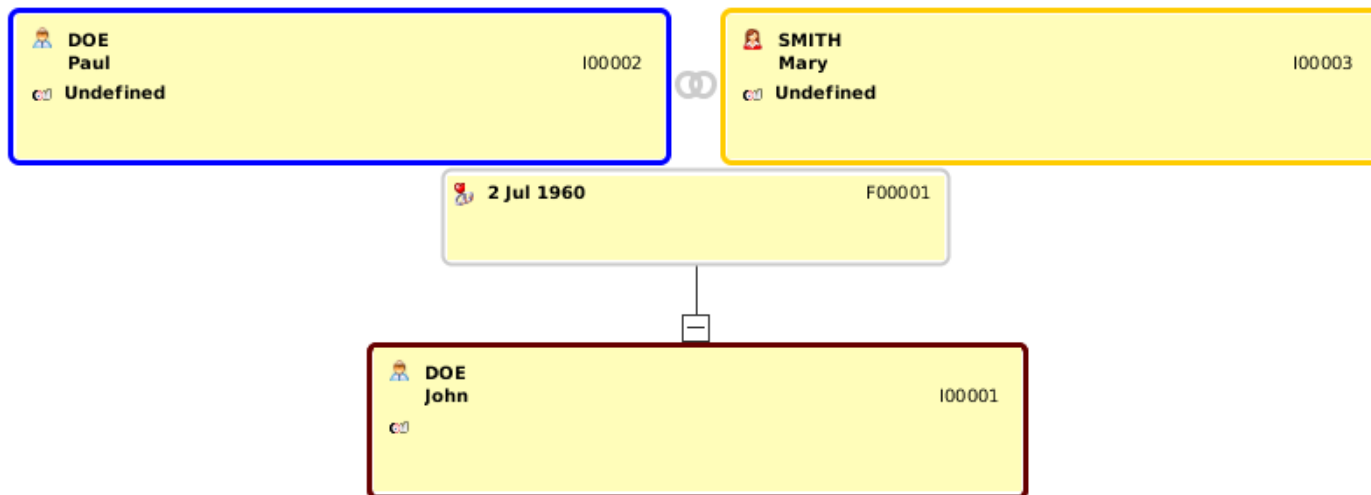 DOE
Paul I00002
Undefined
SMITH
Mary I00003
Undefined
2 Jul 1960 F00001
DOE
John I00001